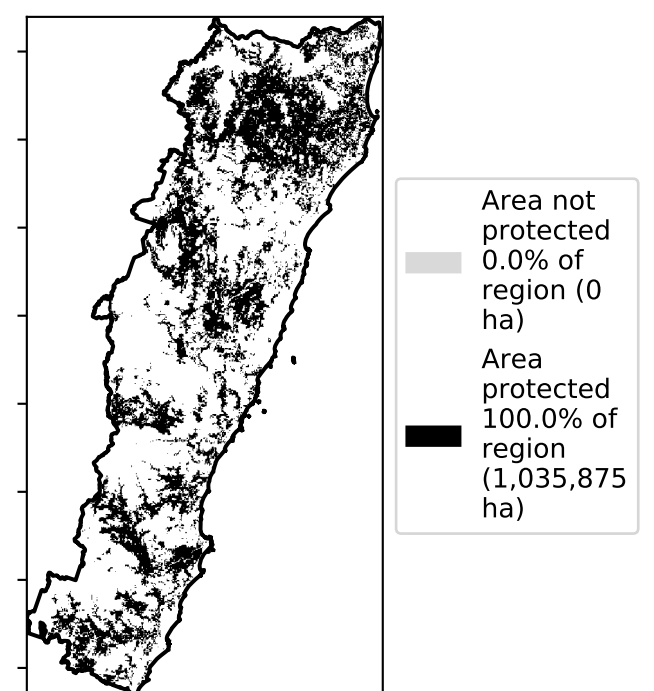 Area not
protected
0.0% of
region (0
ha)
Area
protected
100.0% of
region
(1,035,875
ha)